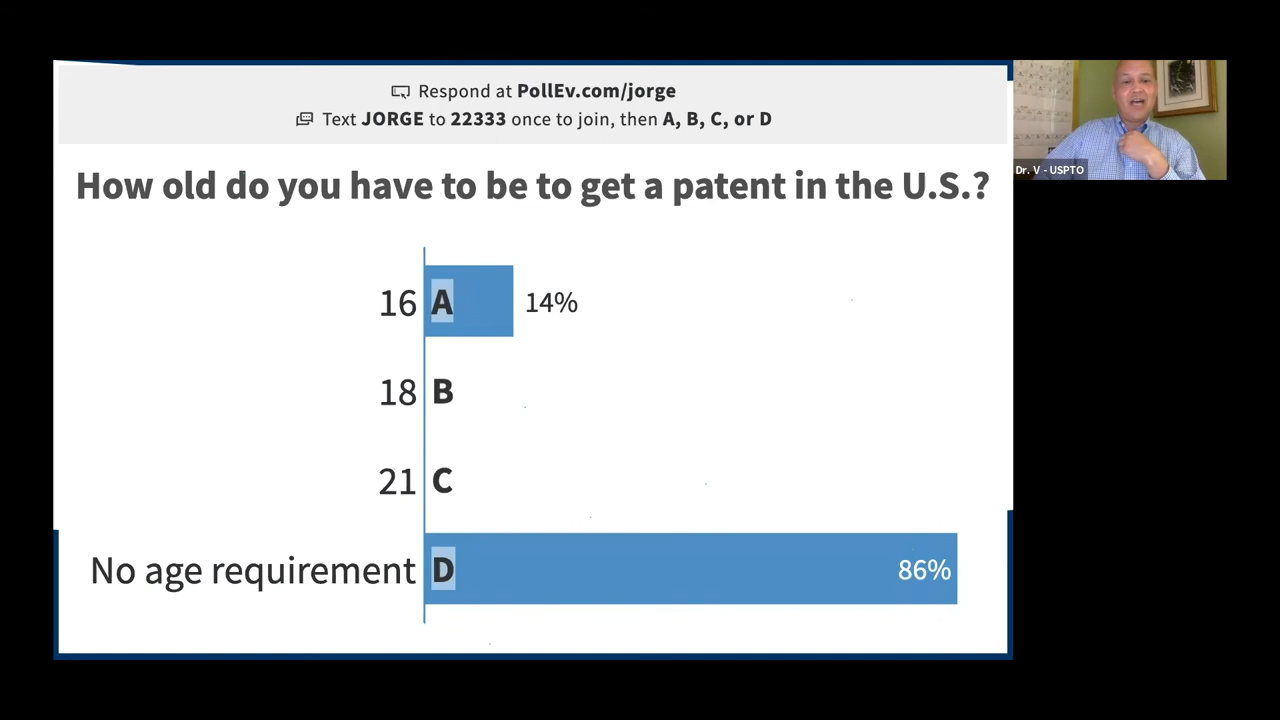 Respond at PollEv.com/jorge
Text JORGE to 22333 once to join, then A, B, C, or D
How old do you have to be to get a patent in the U.S.?
16 A 14%
18 B
21 C
No age requirement D 86%
Dr. V - USPTO